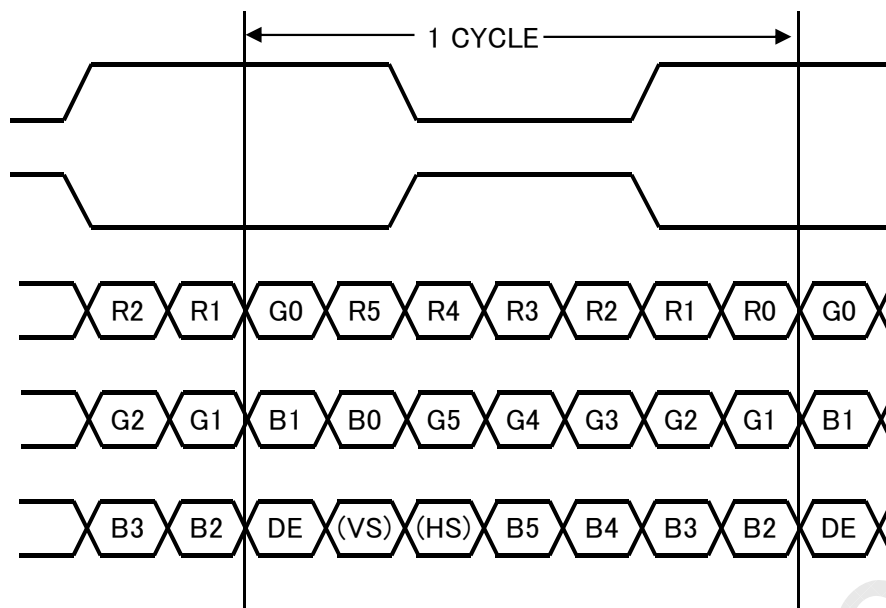 1 CYCLE
R2 R1 G0 R5 R4 R3 R2 R1 R0 G0
G2 G1 B1 B0 G5 G4 G3 G2 G1 B1
B3 B2 DE (VS) (HS) B5 B4 B3 B2 DE